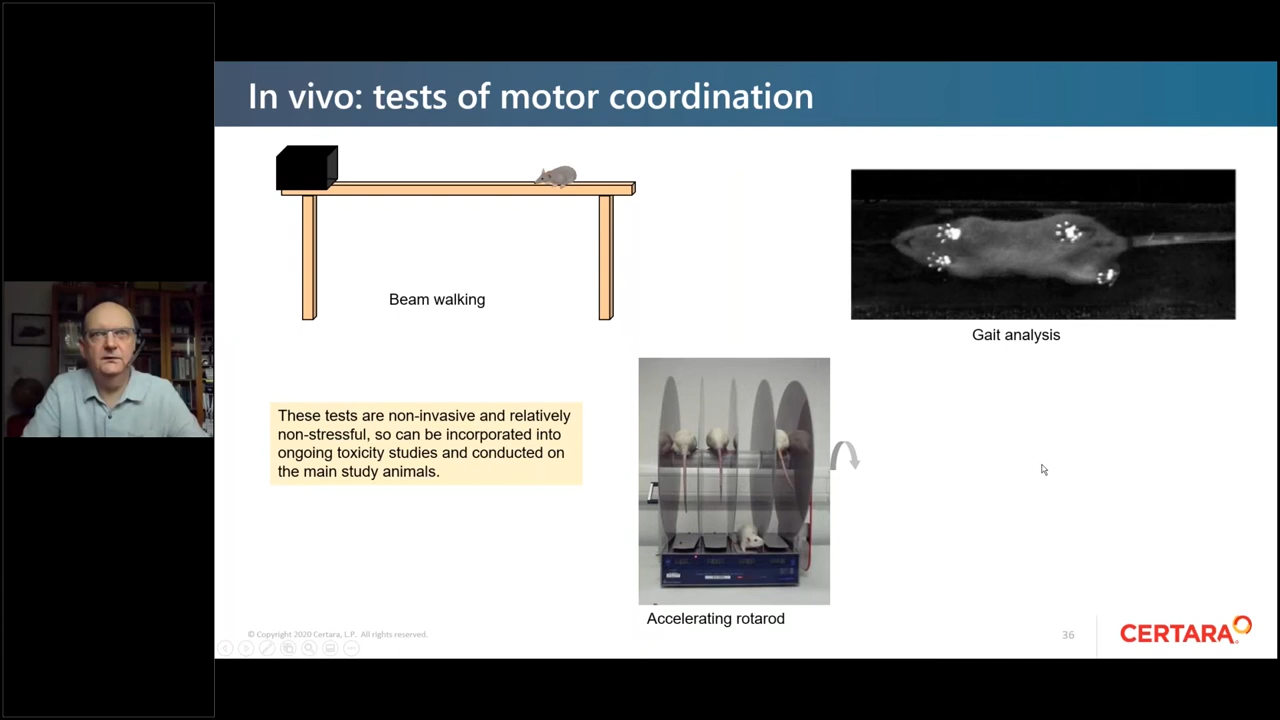 In vivo: tests of motor coordination
Beam walking
Gait analysis
These tests are non-invasive and relatively
non-stressful, so can be incorporated into
ongoing toxicity studies and conducted on
the main study animals.
Accelerating rotarod
© Copyright 2020 Certara, L.P. All rights reserved.
36
CERTARA